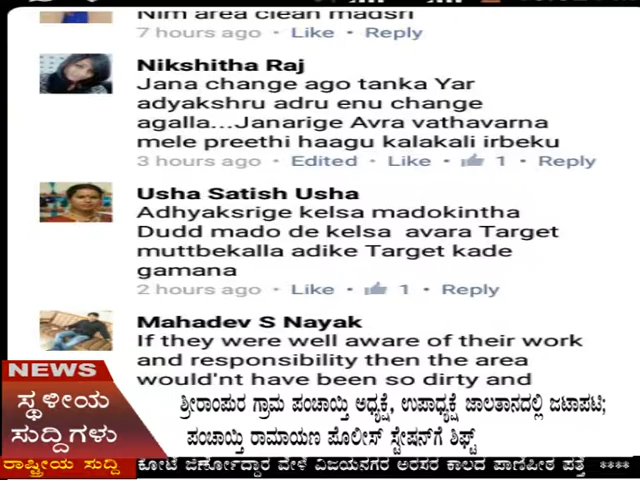 Nim area clean madsri
7 hours ago • Like • Reply
Nikshitha Raj
Jana change ago tanka Yar
adyakshru adru enu change
agalla...Janarige Avra vathavarna
mele preethi haagu kalakali irbeku
3 hours ago • Edited • Like • 1 • Reply
Usha Satish Usha
Adhyaksrige kelsa madokintha
Dudd mado de kelsa avara Target
muttbekalla adike Target kade
gamana
2 hours ago • Like • 1 • Reply
Mahadev S Nayak
If they were well aware of their work
and responsibility then the area
would'nt have been so dirty and
NEWS
ಸ್ಥಳೀಯ
ಸುದ್ದಿಗಳು
ಶ್ರೀರಾಂಪುರ ಗ್ರಾಮ ಪಂಚಾಯ್ತಿ ಅಧ್ಯಕ್ಷೆ, ಉಪಾಧ್ಯಕ್ಷೆ ಜಾಲತಾನದಲ್ಲಿ ಜಟಾಪಟಿ;
ಪಂಚಾಯ್ತಿ ರಾಮಾಯಣ ಪೊಲೀಸ್ ಸ್ಟೇಷನ್‌ಗೆ ಶಿಫ್ಟ್
ರಾಷ್ಟ್ರೀಯ ಸುದ್ದಿ ಕೋಟೆ ಜೀರ್ಣೋದ್ದಾರ ವೇಳೆ ವಿಜಯನಗರ ಅರಸರ ಕಾಲದ ಪಾಣಿಪೀಠ ಪತ್ತೆ ****